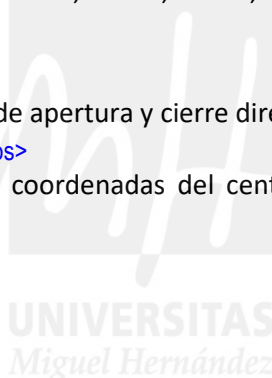 de apertura y cierre dire
os>
coordenadas del cent
UNIVERSITAS
Miguel Hernández